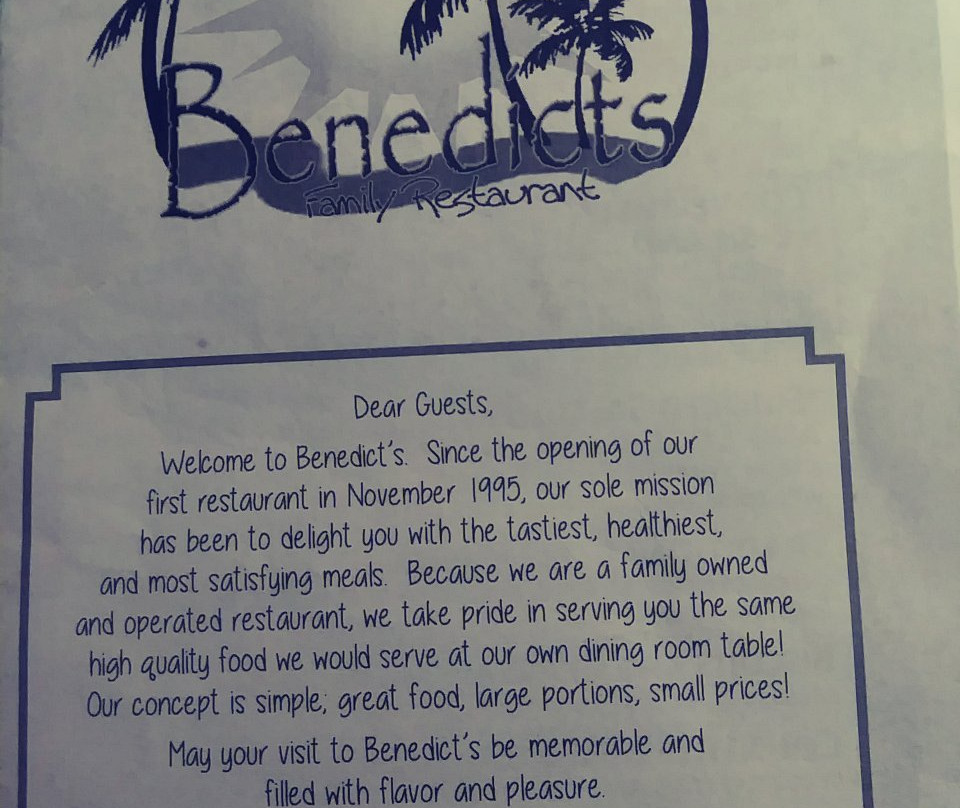 Benedicts
Family Restaurant
Dear Guests,
Welcome to Benedict's. Since the opening of our
first restaurant in November 1995, our sole mission
has been to delight you with the tastiest, healthiest,
and most satisfying meals. Because we are a family owned
and operated restaurant, we take pride in serving you the same
high quality food we would serve at our own dining room table!
Our concept is simple; great food, large portions, small prices!
May your visit to Benedict's be memorable and
filled with flavor and pleasure.